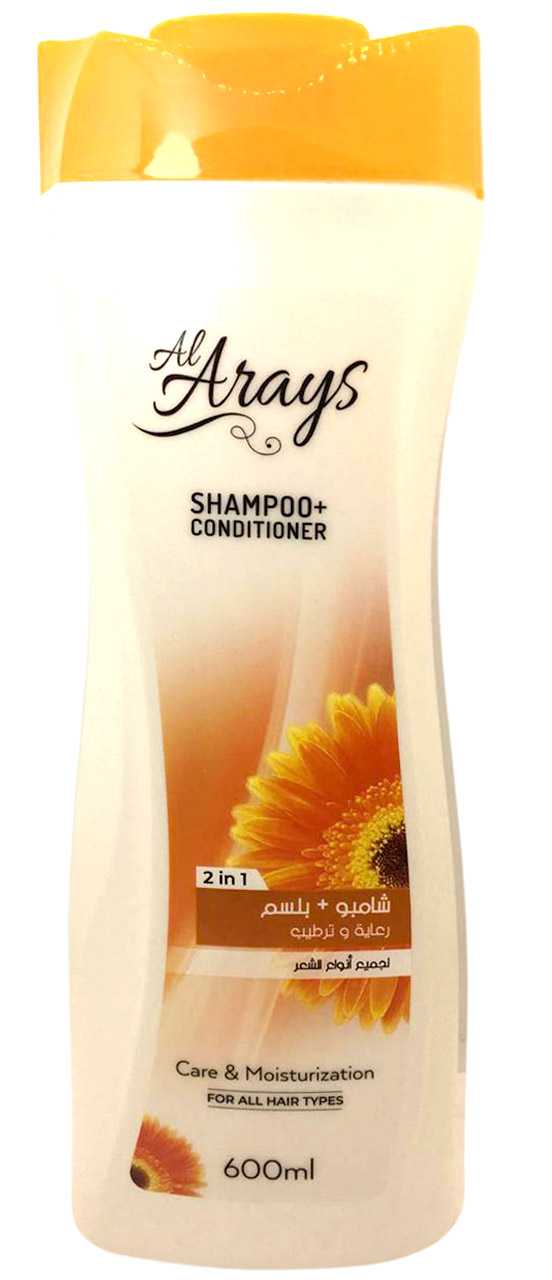 Al
Arays
SHAMPOO+
CONDITIONER
2 in 1
شامبو + بلسم
رعاية و ترطيب
لجميع أنواع الشعر
Care & Moisturization
FOR ALL HAIR TYPES
600ml